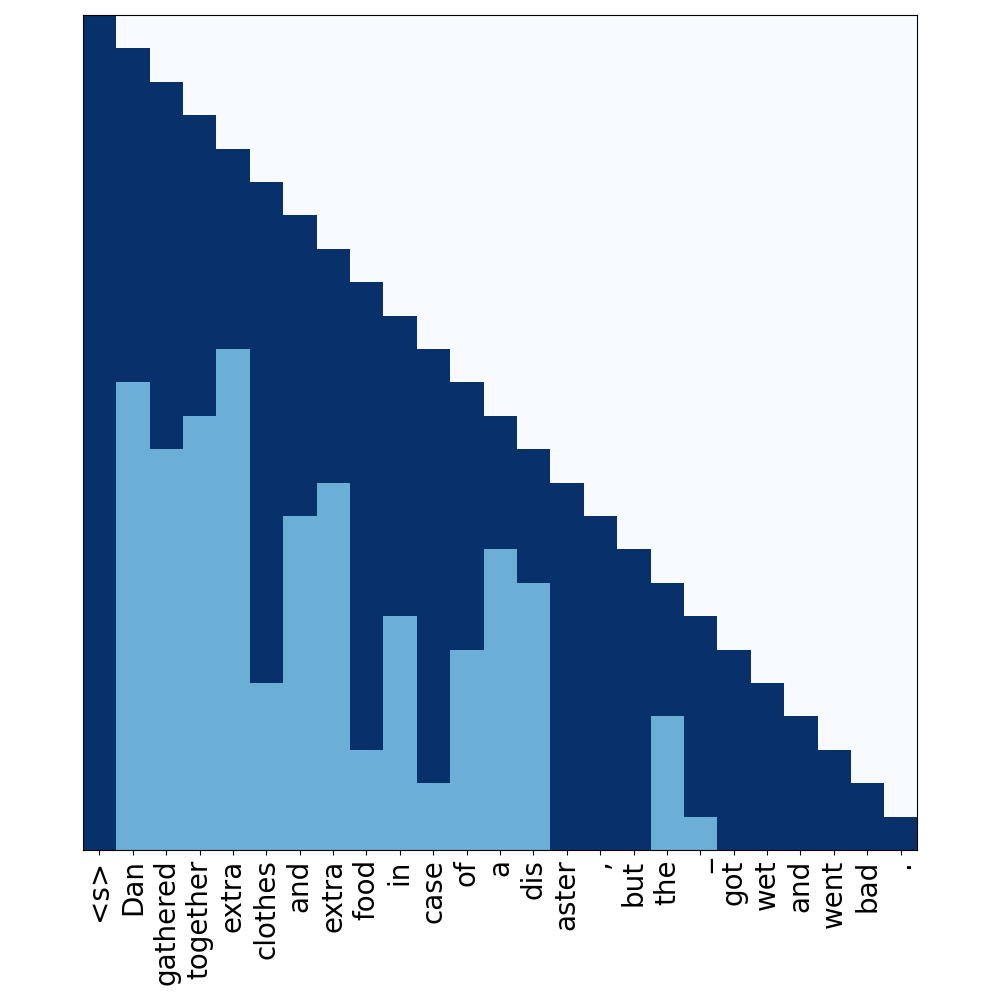 <s>
Dan
gathered
together
extra
clothes
and
extra
food
in
case
of
a
dis
aster
,
but
the
_
got
wet
and
went
bad
.